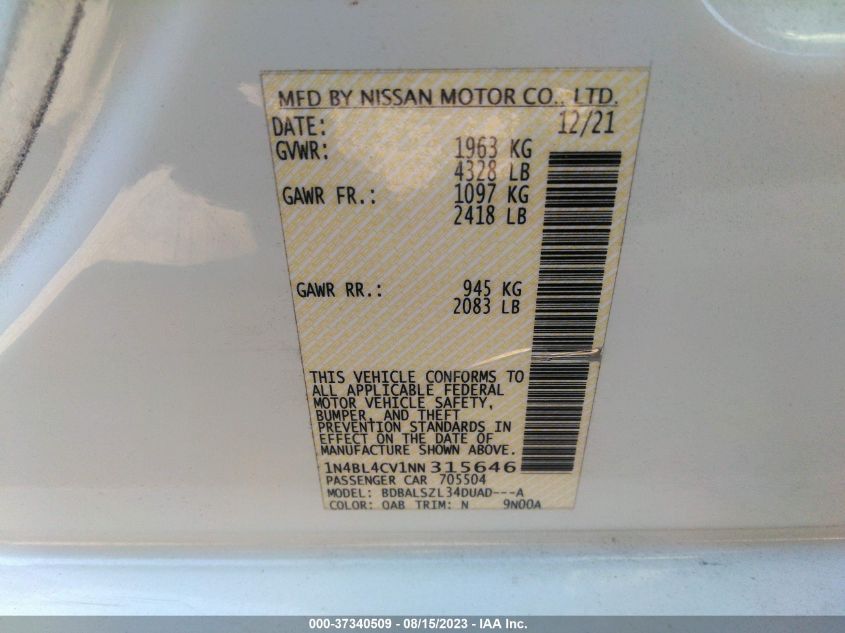 MFD BY NISSAN MOTOR CO., LTD.
DATE: 12/21
GVWR: 1963 KG
4328 LB
GAWR FR.: 1097 KG
2418 LB
GAWR RR.: 945 KG
2083 LB
THIS VEHICLE CONFORMS TO
ALL APPLICABLE FEDERAL
MOTOR VEHICLE SAFETY,
BUMPER, AND THEFT
PREVENTION STANDARDS IN
EFFECT ON THE DATE OF
MANUFACTURE SHOWN ABOVE.
1N4BL4CV1NN315646
PASSENGER CAR 705504
MODEL: BDBALSZL34DUAD---A
COLOR: QAB TRIM: N 9N00A
000-37340509 - 08/15/2023 - IAA Inc.